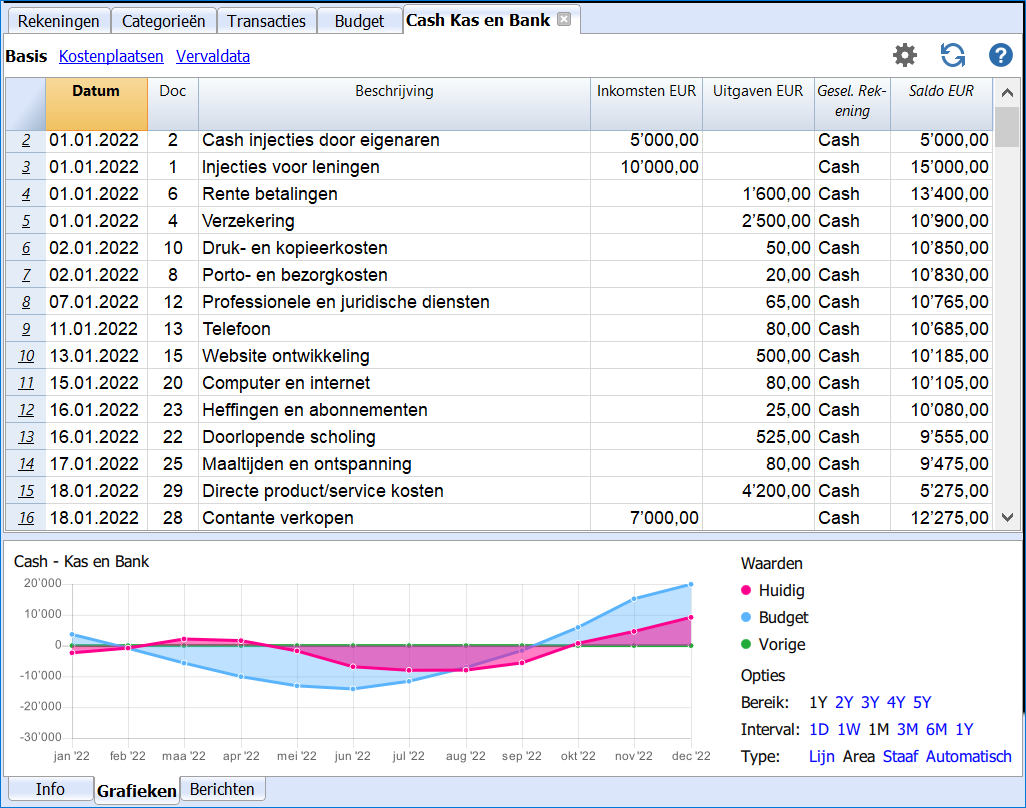 Rekeningen Categorieën Transacties Budget Cash Kas en Bank
Basis Kostenplaatsen Vervaldata ?
Datum Doc Beschrijving Inkomsten EUR Uitgaven EUR Gesel. Rek- Saldo EUR
ening
2 01.01.2022 2 Cash injecties door eigenaren 5’000,00 Cash 5’000,00
3 01.01.2022 1 Injecties voor leningen 10’000,00 Cash 15’000,00
4 01.01.2022 6 Rente betalingen 1’600,00 Cash 13’400,00
5 01.01.2022 4 Verzekering 2’500,00 Cash 10’900,00
6 02.01.2022 10 Druk- en kopieerkosten 50,00 Cash 10’850,00
7 02.01.2022 8 Porto- en bezorgkosten 20,00 Cash 10’830,00
8 07.01.2022 12 Professionele en juridische diensten 65,00 Cash 10’765,00
9 11.01.2022 13 Telefoon 80,00 Cash 10’685,00
10 13.01.2022 15 Website ontwikkeling 500,00 Cash 10’185,00
11 15.01.2022 20 Computer en internet 80,00 Cash 10’105,00
12 16.01.2022 23 Heffingen en abonnementen 25,00 Cash 10’080,00
13 16.01.2022 22 Doorlopende scholing 525,00 Cash 9’555,00
14 17.01.2022 25 Maaltijden en ontspanning 80,00 Cash 9’475,00
15 18.01.2022 29 Directe product/service kosten 4’200,00 Cash 5’275,00
16 18.01.2022 28 Contante verkopen 7’000,00 Cash 12’275,00
Cash - Kas en Bank
20’000
10’000
0
-10’000
-20’000
-30’000
jan '22 feb '22 maa '22 apr '22 mei '22 jun '22 jul '22 aug '22 sep '22 okt '22 nov '22 dec '22
Waarden
Huidig
Budget
Vorige
Opties
Bereik: 1Y 2Y 3Y 4Y 5Y
Interval: 1D 1W 1M 3M 6M 1Y
Type: Lijn Area Staaf Automatisch
Info Grafieken Berichten